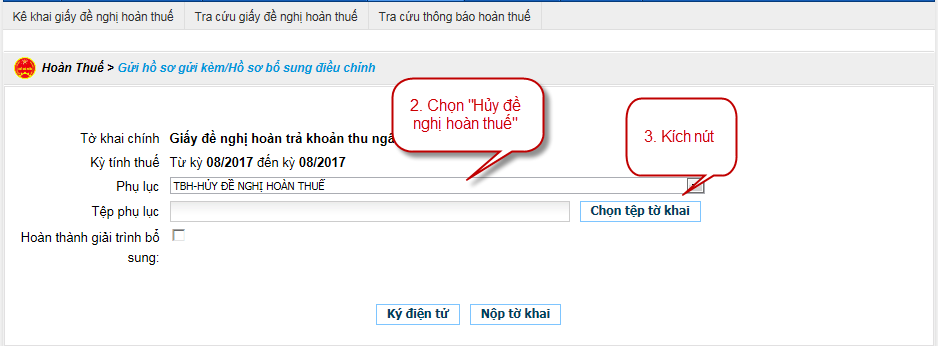 Kê khai giấy đề nghị hoàn thuế Tra cứu giấy đề nghị hoàn thuế Tra cứu thông báo hoàn thuế
Hoàn Thuế > Gửi hồ sơ gửi kèm/Hồ sơ bổ sung điều chỉnh
2. Chọn "Hủy đề
nghị hoàn thuế"
3. Kích nút
Tờ khai chính Giấy đề nghị hoàn trả khoản thu ngâ
Kỳ tính thuế Từ kỳ 08/2017 đến kỳ 08/2017
Phụ lục TBH-HỦY ĐỀ NGHỊ HOÀN THUẾ
Tệp phụ lục Chọn tệp tờ khai
Hoàn thành giải trình bổ
sung:
Ký điện tử Nộp tờ khai